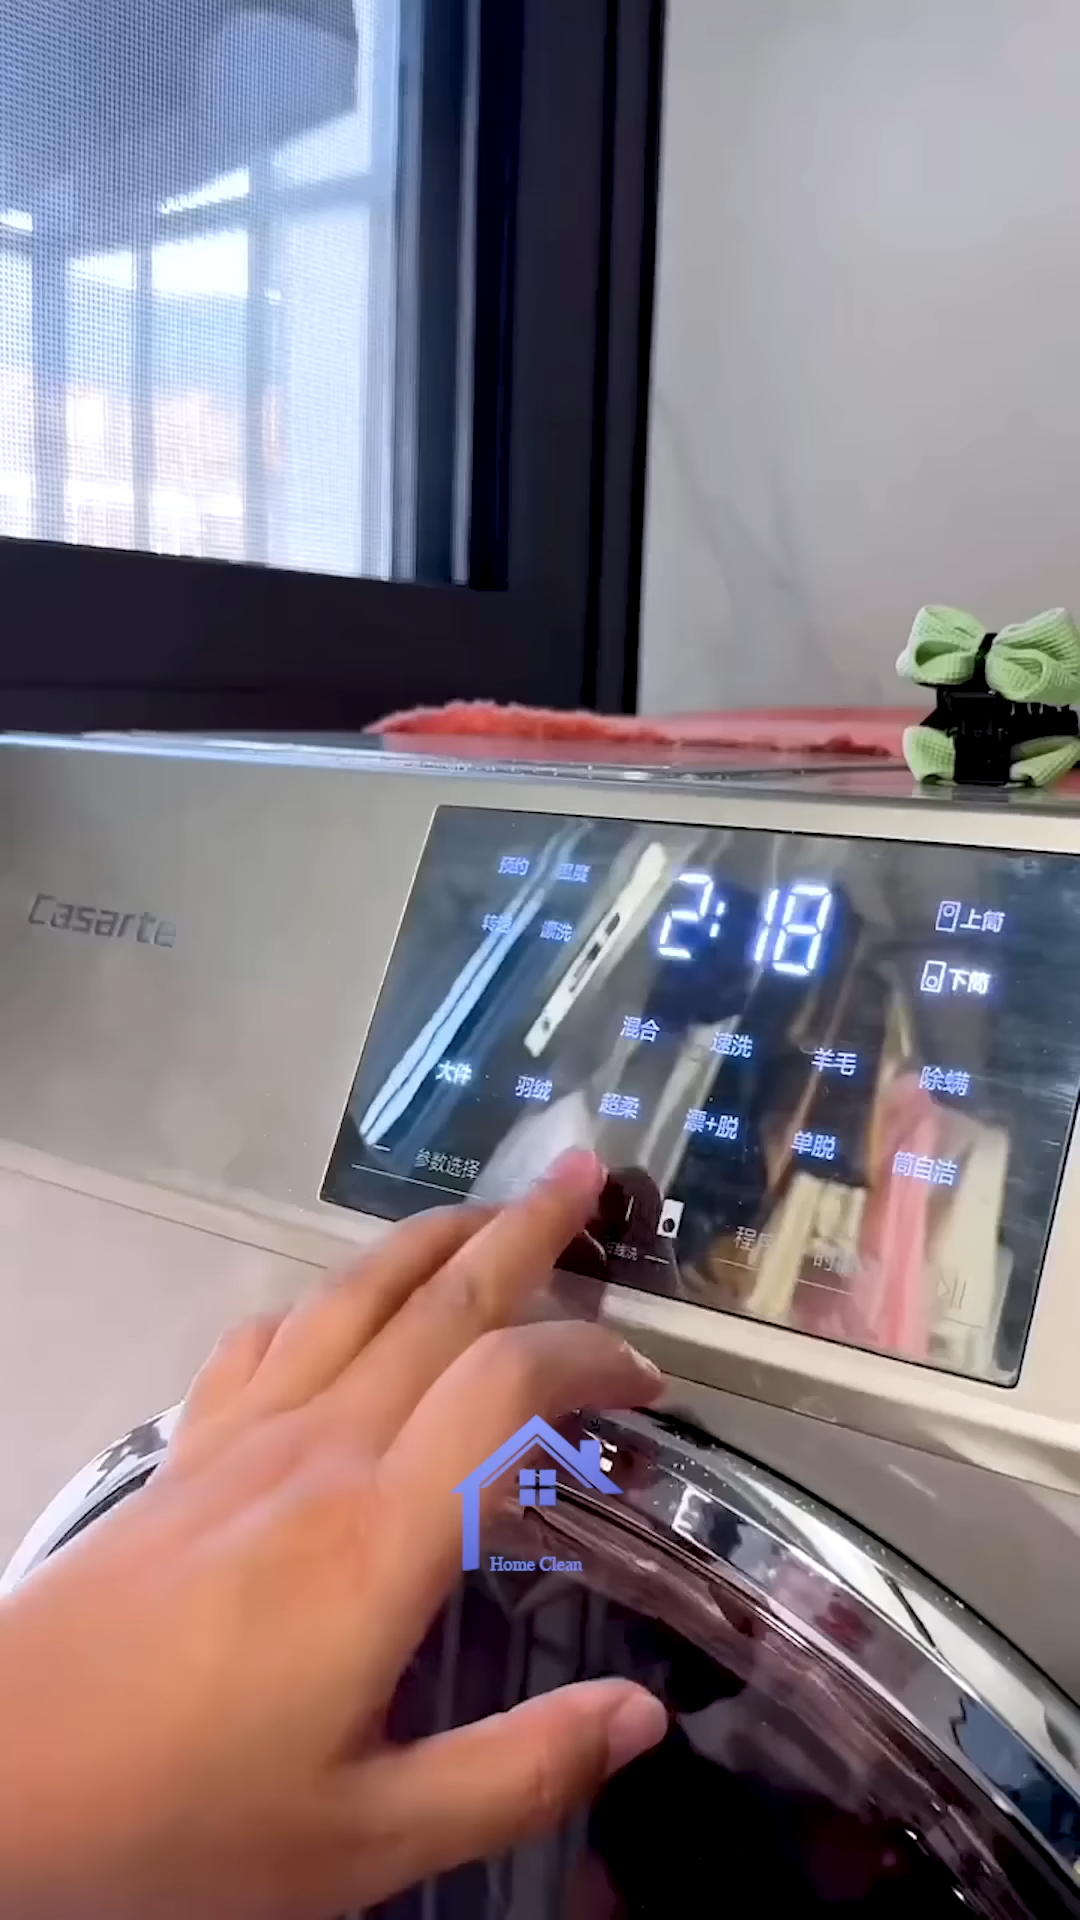 Casarte
预约 温度
转速 漂洗
2:18
上筒
下筒
混合 速洗 羊毛 除螨
大件 羽绒 超柔 漂+脱 单脱 筒自洁
参数选择
Home Clean